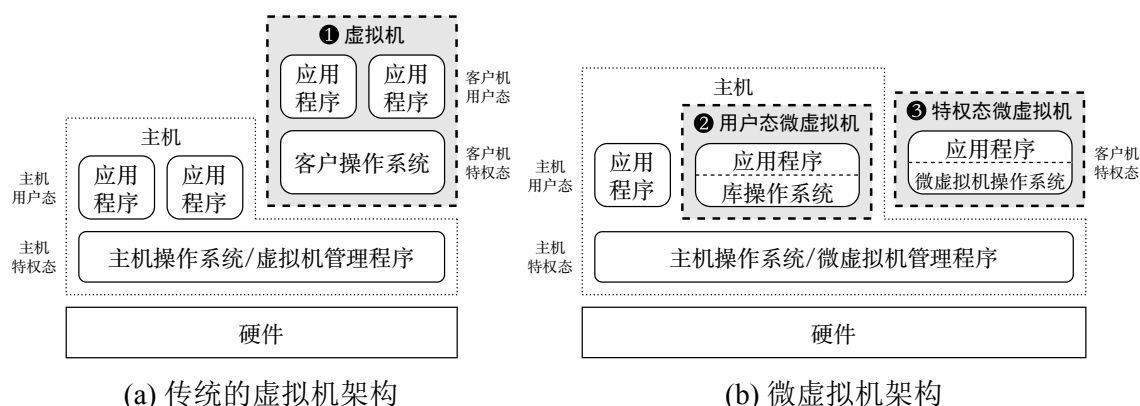 ❶ 虚拟机
应用
程序
应用
程序
客户机
用户态
客户操作系统
客户机
特权态
主机
主机
用户态
应用
程序
应用
程序
主机
特权态
主机操作系统/虚拟机管理程序
硬件
(a) 传统的虚拟机架构
主机
❷ 用户态微虚拟机
❸ 特权态微虚拟机
主机
用户态
应用
程序
应用程序
库操作系统
应用程序
微虚拟机操作系统
客户机
特权态
主机
特权态
主机操作系统/微虚拟机管理程序
硬件
(b) 微虚拟机架构